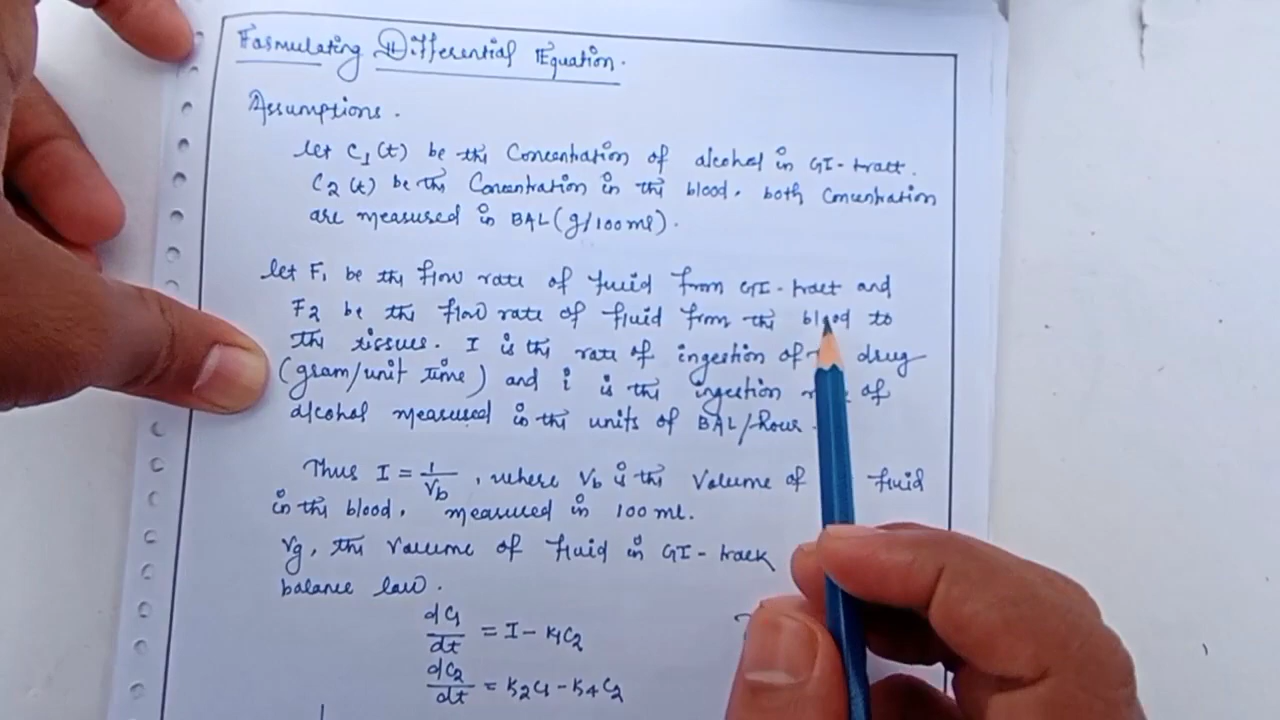 Formulating Differential Equation.
Assumptions.
let C₁(t) be the Concentration of alcohol in GI-tract.
C₂(t) be the Concentration in the blood. both Concentration
are measured in BAL (g/100ml).
let F₁ be the flow rate of fluid from GI-tract and
F₂ be the flow rate of fluid from the blood to
the tissues. I is the rate of ingestion of drug
(gram/unit time) and i is the ingestion of
alcohol measured in the units of BAL/hour.
Thus I = 1/Vb, where Vb is the Volume of fluid
in the blood, measured in 100 ml.
Vg, the Volume of fluid in GI-track
balance law.
dC₁/dt = I - K₁C₂
dC₂/dt = K₂C₁ - K₄C₂